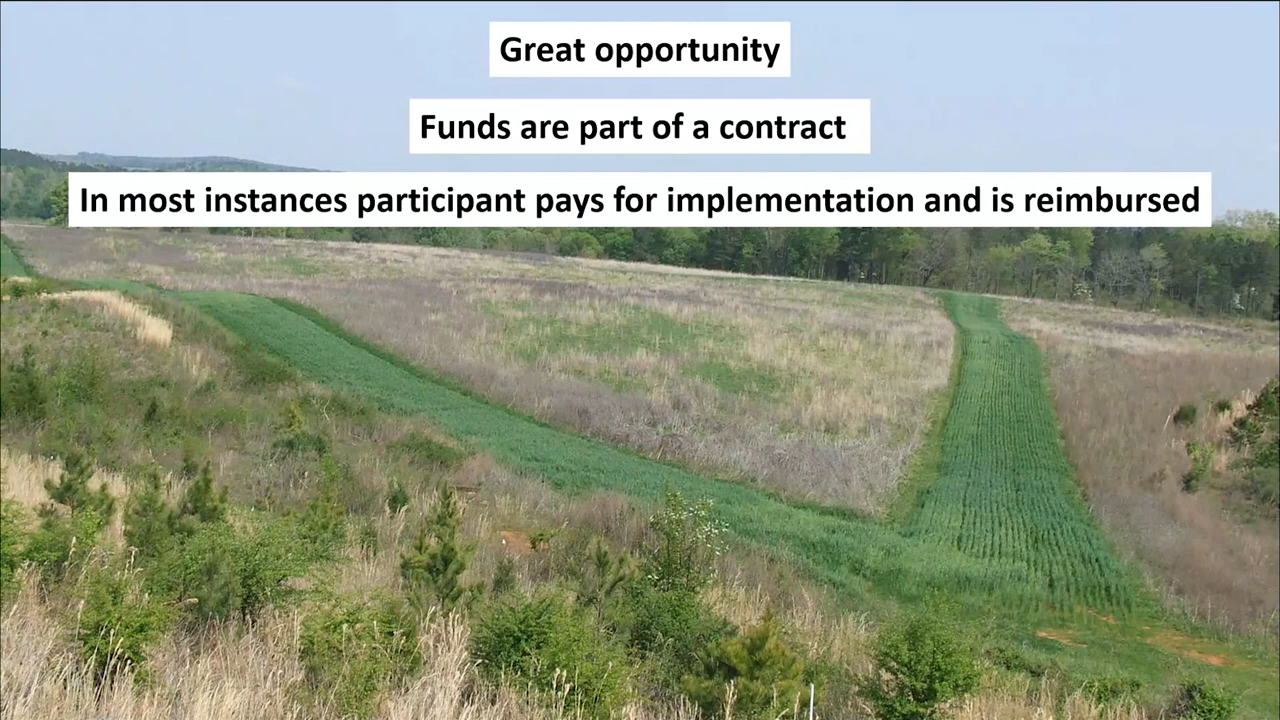 Great opportunity
Funds are part of a contract
In most instances participant pays for implementation and is reimbursed